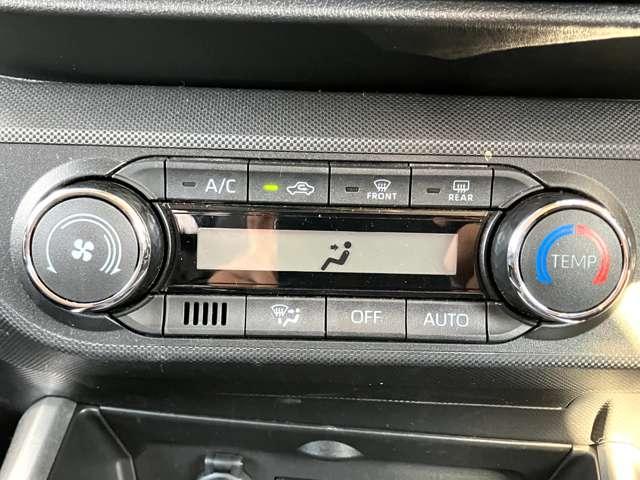 A/C
FRONT
REAR
TEMP
OFF
AUTO